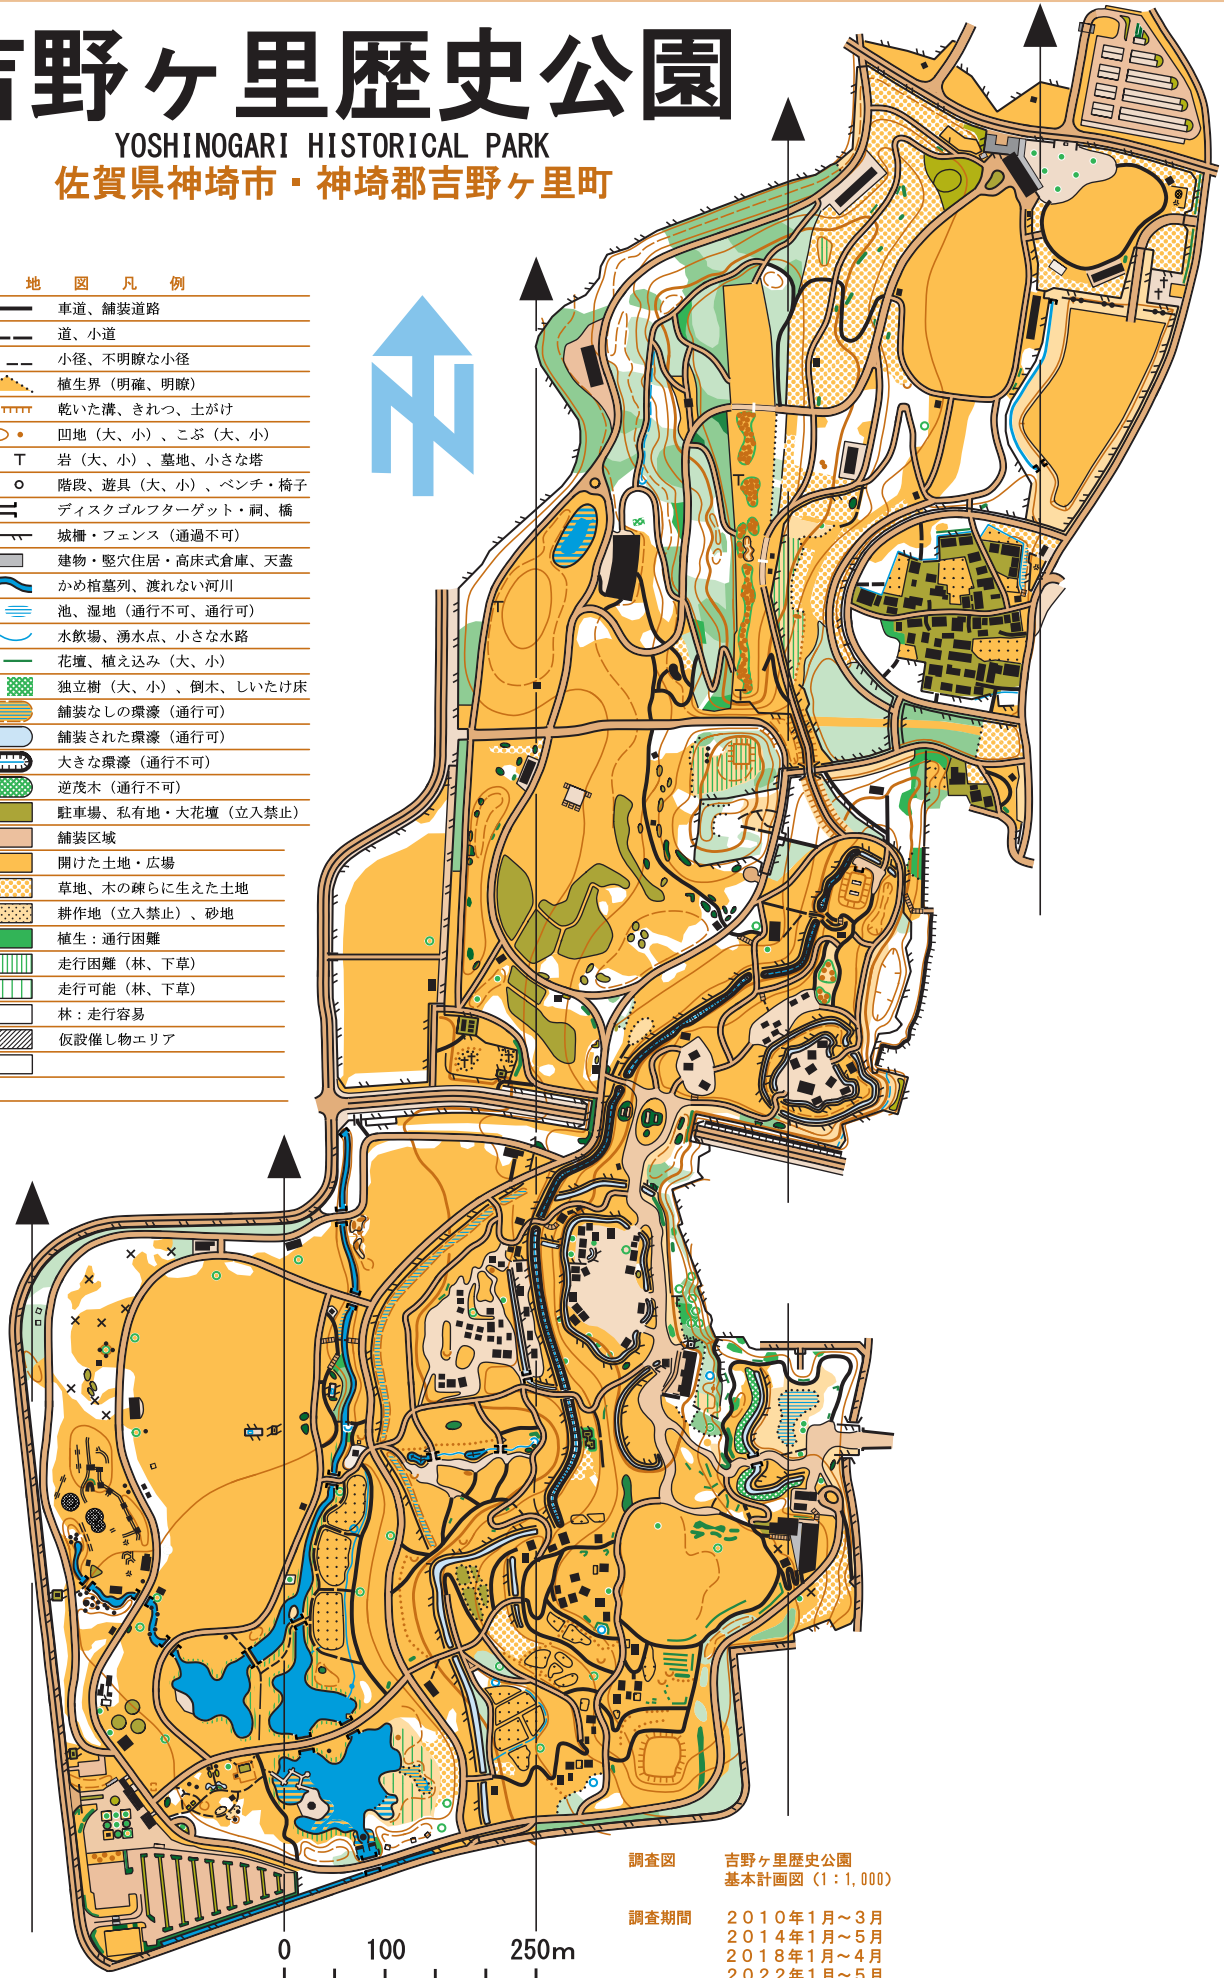 吉野ヶ里歴史公園
YOSHINOGARI HISTORICAL PARK
佐賀県神埼市・神埼郡吉野ヶ里町
地図凡例
車道、舗装道路
道、小道
小径、不明瞭な小径
植生界（明確、明瞭）
乾いた溝、きれつ、土がけ
凹地（大、小）、こぶ（大、小）
岩（大、小）、墓地、小さな塔
階段、遊具（大、小）、ベンチ・椅子
ディスクゴルフターゲット・祠、橋
城柵・フェンス（通過不可）
建物・竪穴住居・高床式倉庫、天蓋
かめ棺墓列、渡れない河川
池、湿地（通行不可、通行可）
水飲場、湧水点、小さな水路
花壇、植え込み（大、小）
独立樹（大、小）、倒木、しいたけ床
舗装なしの環濠（通行可）
舗装された環濠（通行可）
大きな環濠（通行不可）
逆茂木（通行不可）
駐車場、私有地・大花壇（立入禁止）
舗装区域
開けた土地・広場
草地、木の疎らに生えた土地
耕作地（立入禁止）、砂地
植生：通行困難
走行困難（林、下草）
走行可能（林、下草）
林：走行容易
仮設催し物エリア
調査図 吉野ヶ里歴史公園
基本計画図（1：1,000）
調査期間 ２０１０年１月～３月
２０１４年１月～５月
２０１８年１月～４月
２０２２年１月～５月
0 100 250m